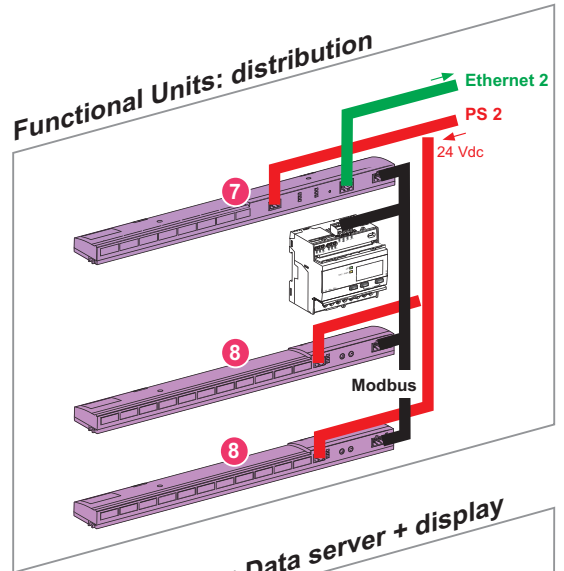 Functional Units: distribution
Ethernet 2
PS 2
24 Vdc
7
8
Modbus
8
Data server + display